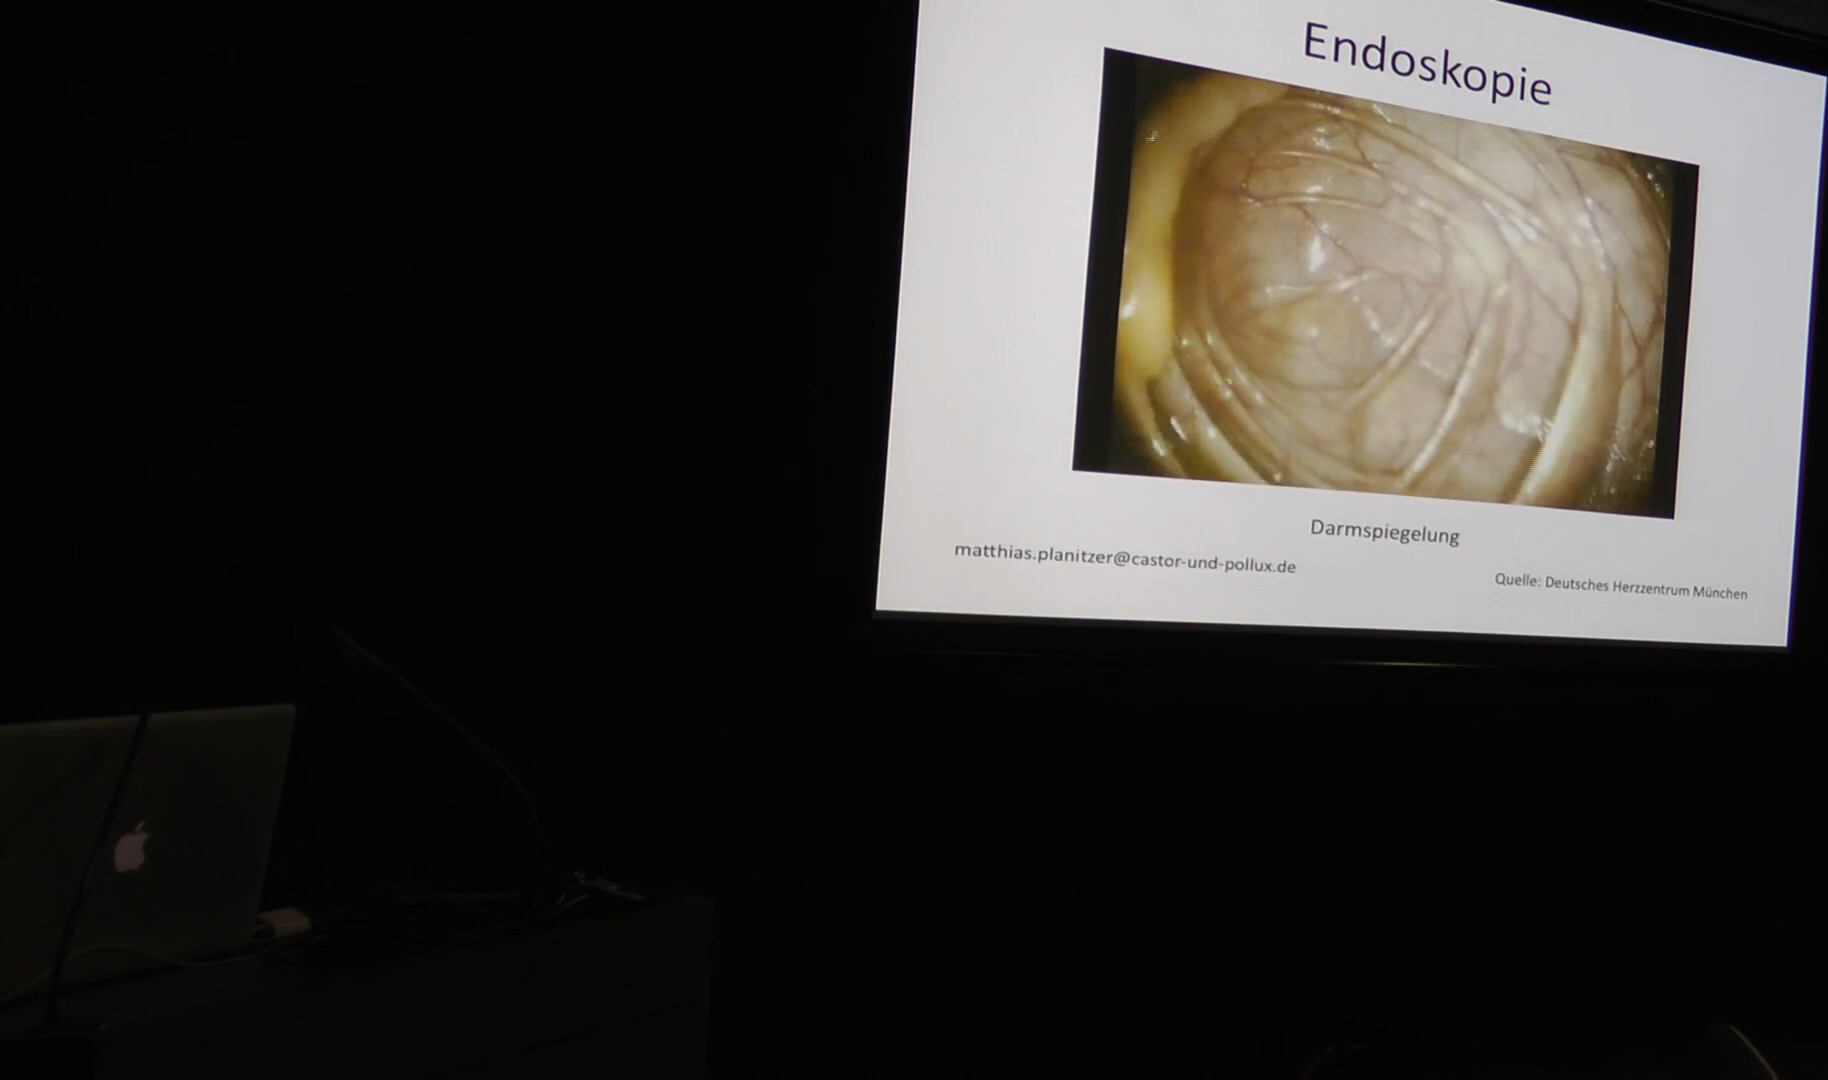 Endoskopie
Darmspiegelung
matthias.planitzer@castor-und-pollux.de
Quelle: Deutsches Herzzentrum München